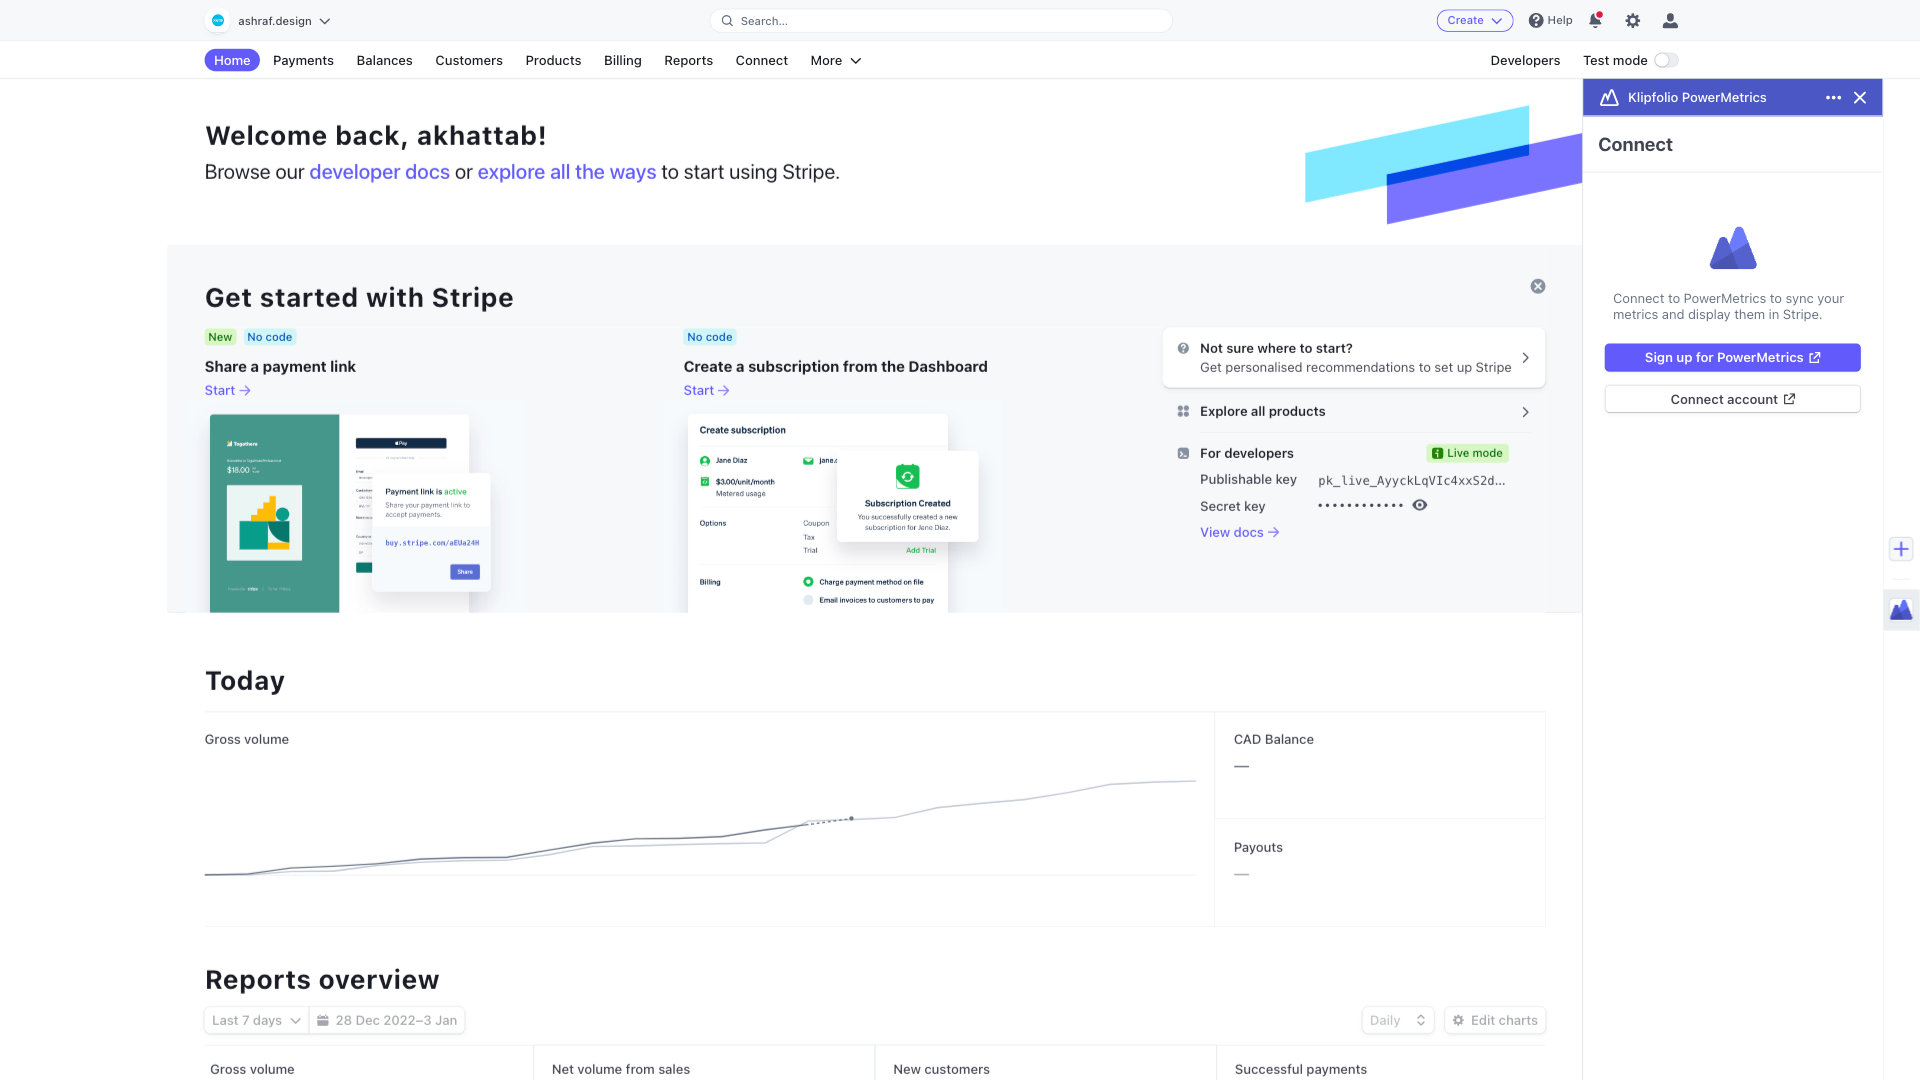 ashraf.design
Search...
Create
Help
Home
Payments
Balances
Customers
Products
Billing
Reports
Connect
More
Developers
Test mode
Klipfolio PowerMetrics
Connect
Connect to PowerMetrics to sync your
metrics and display them in Stripe.
Sign up for PowerMetrics
Connect account
Welcome back, akhattab!
Browse our developer docs or explore all the ways to start using Stripe.
Get started with Stripe
New
No code
Share a payment link
Start
Togethere
$18.00
Pay
Payment link is active
Share your payment link to
accept payments.
buy.stripe.com/aEUa24H
Share
No code
Create a subscription from the Dashboard
Start
Create subscription
Jane Diaz
jane.
$3.00/unit/month
Metered usage
Options
Coupon
Tax
Trial
Add Trial
Subscription Created
You successfully created a new
subscription for Jane Diaz.
Billing
Charge payment method on file
Email invoices to customers to pay
Not sure where to start?
Get personalised recommendations to set up Stripe
Explore all products
For developers
Live mode
Publishable key
pk_live_AyyckLqVIc4xxS2d...
Secret key
••••••••••••
View docs
Today
Gross volume
CAD Balance
—
Payouts
—
Reports overview
Last 7 days
28 Dec 2022–3 Jan
Daily
Edit charts
Gross volume
Net volume from sales
New customers
Successful payments